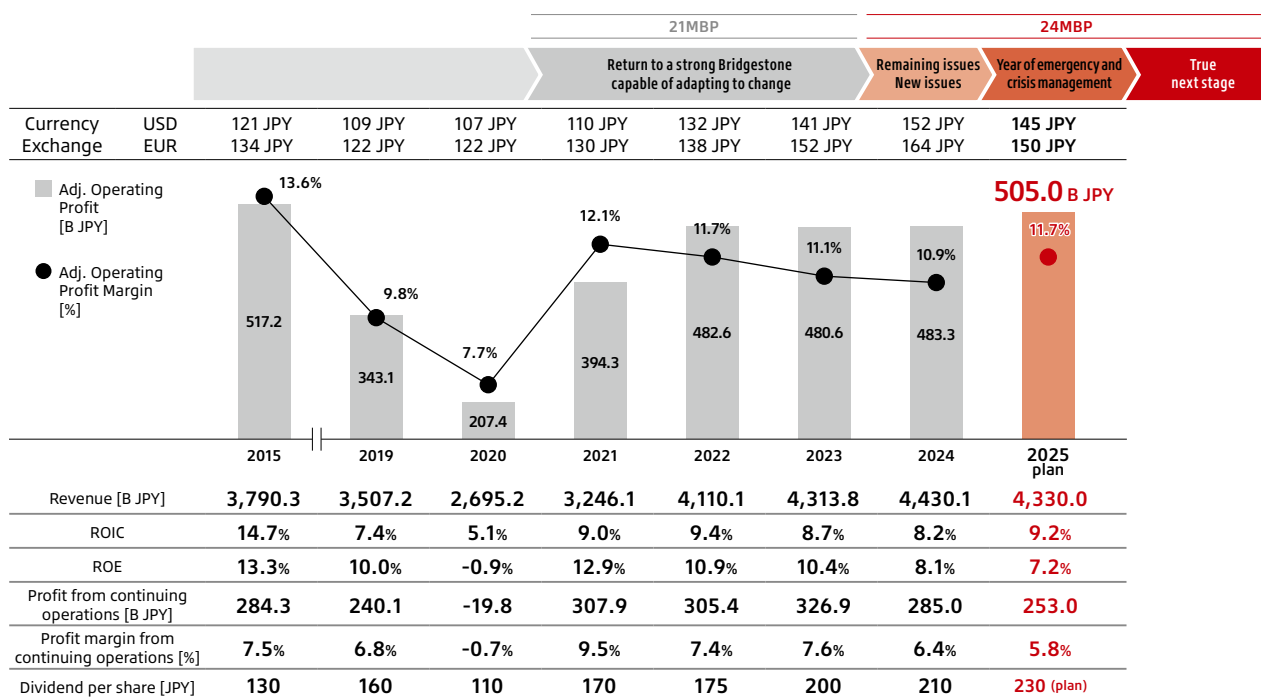 21MBP
24MBP
Return to a strong Bridgestone
capable of adapting to change
Remaining issues
New issues
Year of emergency and
crisis management
True
next stage
Currency
Exchange
USD 121 JPY 109 JPY 107 JPY 110 JPY 132 JPY 141 JPY 152 JPY 145 JPY
EUR 134 JPY 122 JPY 122 JPY 130 JPY 138 JPY 152 JPY 164 JPY 150 JPY
Adj. Operating
Profit
[B JPY]
Adj. Operating
Profit Margin
[%]
13.6%
9.8%
7.7%
12.1%
11.7%
11.1%
10.9%
505.0 B JPY
11.7%
517.2
343.1
207.4
394.3
482.6
480.6
483.3
2015 2019 2020 2021 2022 2023 2024 2025
plan
Revenue [B JPY] 3,790.3 3,507.2 2,695.2 3,246.1 4,110.1 4,313.8 4,430.1 4,330.0
ROIC 14.7% 7.4% 5.1% 9.0% 9.4% 8.7% 8.2% 9.2%
ROE 13.3% 10.0% -0.9% 12.9% 10.9% 10.4% 8.1% 7.2%
Profit from continuing
operations [B JPY] 284.3 240.1 -19.8 307.9 305.4 326.9 285.0 253.0
Profit margin from
continuing operations [%] 7.5% 6.8% -0.7% 9.5% 7.4% 7.6% 6.4% 5.8%
Dividend per share [JPY] 130 160 110 170 175 200 210 230 (plan)